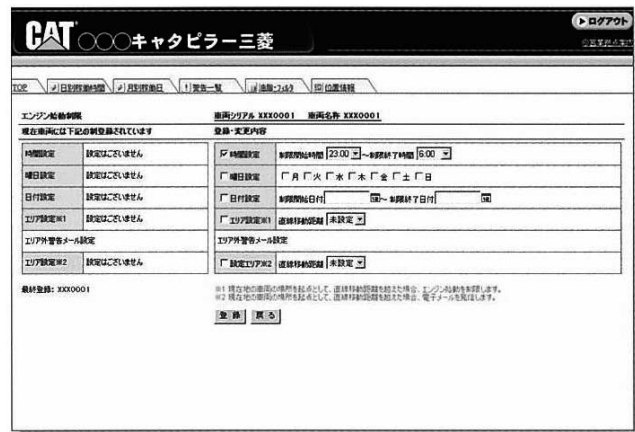 CAT ○○○キャタピラー三菱
ログアウト
TOP 日別稼働時間 月別稼働日 警告一覧 油脂・フィルタ 位置情報
エンジン始動制限
車両シリアル XXX0001 車両名称 XXX0001
現在車両には下記の制登録されています
登録・変更内容
時間設定 設定はございません
時間設定 制限開始時間 23:00 ～制限終了時間 6:00
曜日設定 設定はございません
曜日設定 月 火 水 木 金 土 日
日付設定 設定はございません
日付設定 制限開始日付 ～ 制限終了日付
エリア設定※1 設定はございません
エリア設定※1 直線移動距離 未設定
エリア外警告メール設定
エリア外警告メール設定
エリア設定※2 設定はございません
設定エリア※2 直線移動距離 未設定
最終登録: XXX0001
※1 現在地の車両の場所を起点として、直線移動距離を超えた場合、エンジン始動を制限します。
※2 現在地の車両の場所を起点として、直線移動距離を超えた場合、電子メールを発信します。
登録 戻る